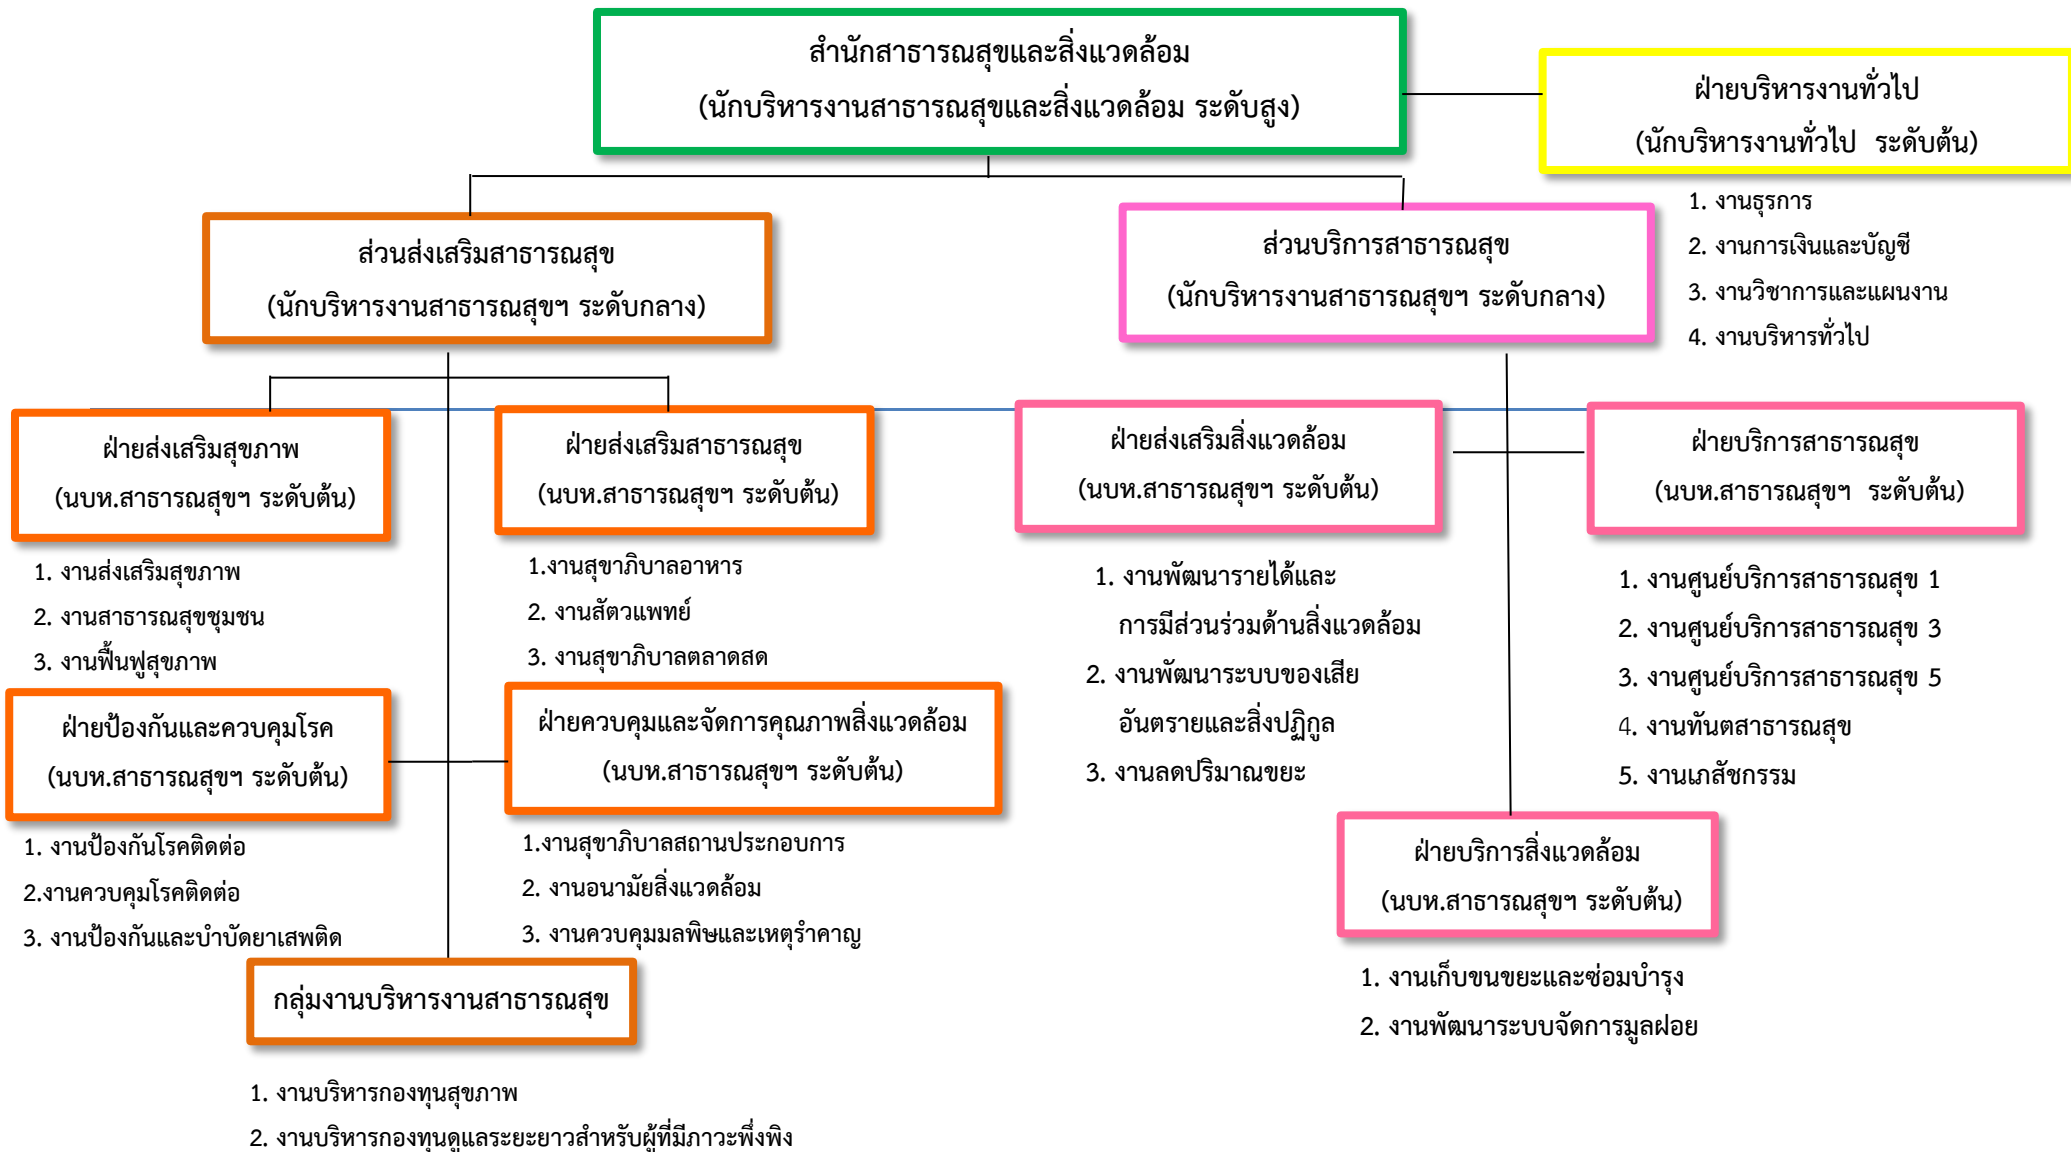 สำนักสาธารณสุขและสิ่งแวดล้อม
(นักบริหารงานสาธารณสุขและสิ่งแวดล้อม ระดับสูง)
ฝ่ายบริหารงานทั่วไป
(นักบริหารงานทั่วไป ระดับต้น)
1. งานธุรการ
2. งานการเงินและบัญชี
3. งานวิชาการและแผนงาน
4. งานบริหารทั่วไป
ส่วนส่งเสริมสาธารณสุข
(นักบริหารงานสาธารณสุขฯ ระดับกลาง)
ส่วนบริการสาธารณสุข
(นักบริหารงานสาธารณสุขฯ ระดับกลาง)
ฝ่ายส่งเสริมสุขภาพ
(นบห.สาธารณสุขฯ ระดับต้น)
1. งานส่งเสริมสุขภาพ
2. งานสาธารณสุขชุมชน
3. งานฟื้นฟูสุขภาพ
ฝ่ายส่งเสริมสาธารณสุข
(นบห.สาธารณสุขฯ ระดับต้น)
1.งานสุขาภิบาลอาหาร
2. งานสัตวแพทย์
3. งานสุขาภิบาลตลาดสด
ฝ่ายส่งเสริมสิ่งแวดล้อม
(นบห.สาธารณสุขฯ ระดับต้น)
1. งานพัฒนารายได้และ
การมีส่วนร่วมด้านสิ่งแวดล้อม
2. งานพัฒนาระบบของเสีย
อันตรายและสิ่งปฏิกูล
3. งานลดปริมาณขยะ
ฝ่ายบริการสาธารณสุข
(นบห.สาธารณสุขฯ ระดับต้น)
1. งานศูนย์บริการสาธารณสุข 1
2. งานศูนย์บริการสาธารณสุข 3
3. งานศูนย์บริการสาธารณสุข 5
4. งานทันตสาธารณสุข
5. งานเภสัชกรรม
ฝ่ายป้องกันและควบคุมโรค
(นบห.สาธารณสุขฯ ระดับต้น)
1. งานป้องกันโรคติดต่อ
2.งานควบคุมโรคติดต่อ
3. งานป้องกันและบำบัดยาเสพติด
ฝ่ายควบคุมและจัดการคุณภาพสิ่งแวดล้อม
(นบห.สาธารณสุขฯ ระดับต้น)
1.งานสุขาภิบาลสถานประกอบการ
2. งานอนามัยสิ่งแวดล้อม
3. งานควบคุมมลพิษและเหตุรำคาญ
ฝ่ายบริการสิ่งแวดล้อม
(นบห.สาธารณสุขฯ ระดับต้น)
1. งานเก็บขนขยะและซ่อมบำรุง
2. งานพัฒนาระบบจัดการมูลฝอย
กลุ่มงานบริหารงานสาธารณสุข
1. งานบริหารกองทุนสุขภาพ
2. งานบริหารกองทุนดูแลระยะยาวสำหรับผู้ที่มีภาวะพึ่งพิง